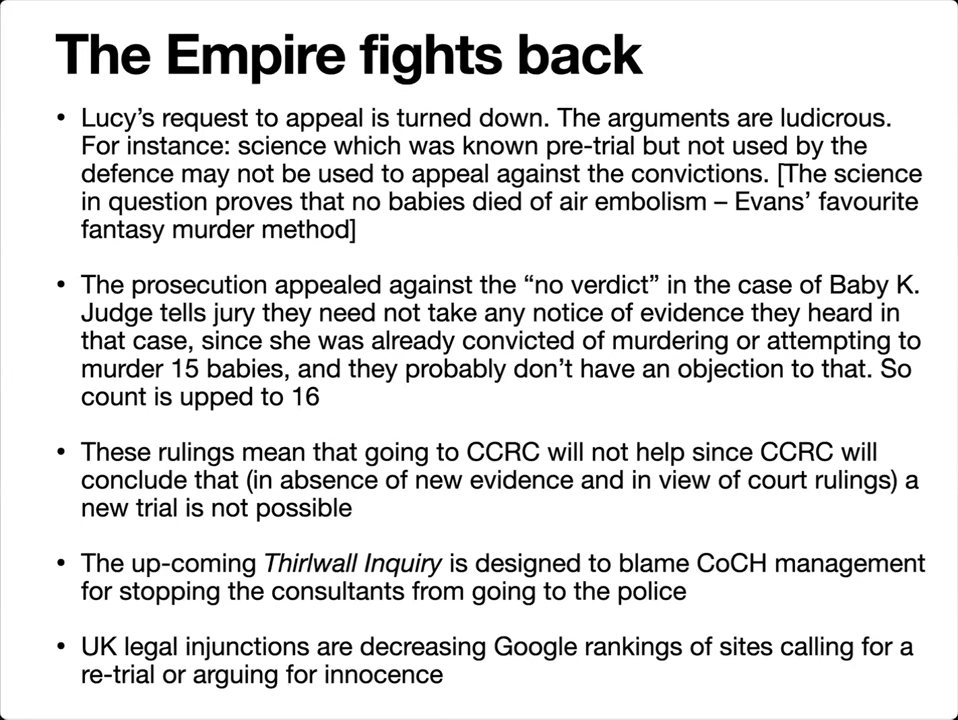 The Empire fights back
• Lucy’s request to appeal is turned down. The arguments are ludicrous.
For instance: science which was known pre-trial but not used by the
defence may not be used to appeal against the convictions. [The science
in question proves that no babies died of air embolism – Evans’ favourite
fantasy murder method]
• The prosecution appealed against the “no verdict” in the case of Baby K.
Judge tells jury they need not take any notice of evidence they heard in
that case, since she was already convicted of murdering or attempting to
murder 15 babies, and they probably don’t have an objection to that. So
count is upped to 16
• These rulings mean that going to CCRC will not help since CCRC will
conclude that (in absence of new evidence and in view of court rulings) a
new trial is not possible
• The up-coming Thirlwall Inquiry is designed to blame CoCH management
for stopping the consultants from going to the police
• UK legal injunctions are decreasing Google rankings of sites calling for a
re-trial or arguing for innocence